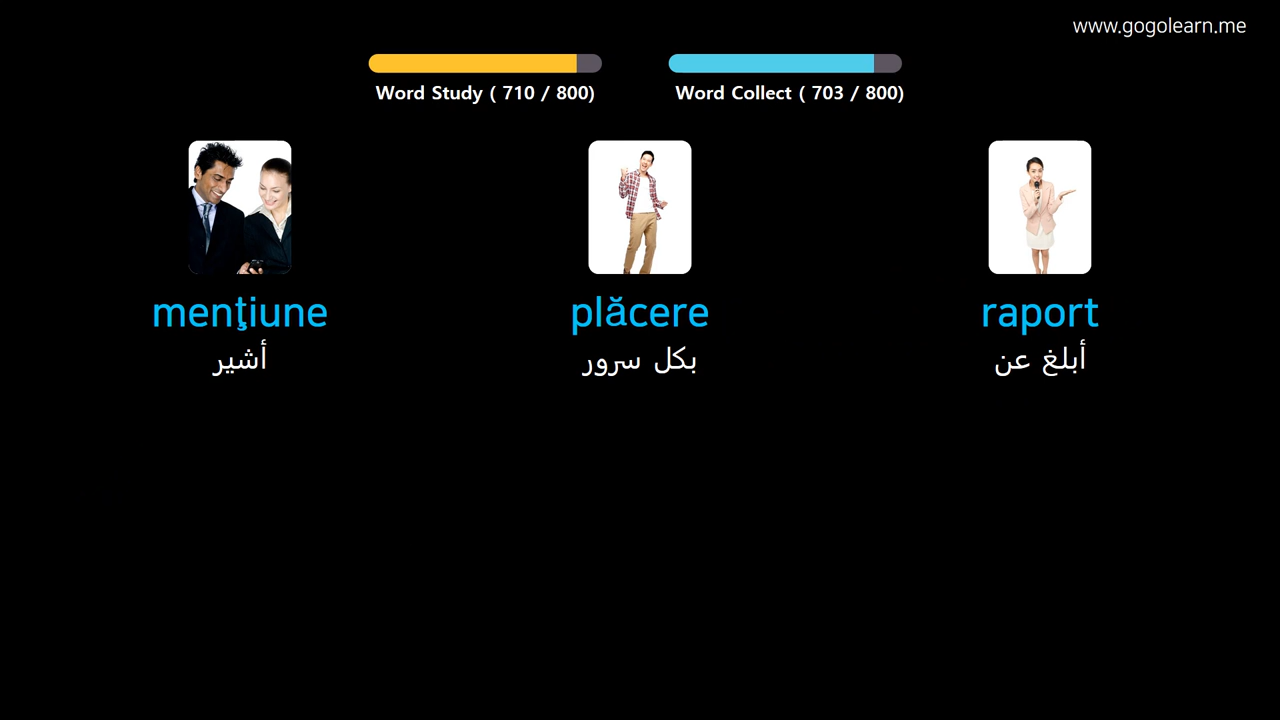 www.gogolearn.me
Word Study ( 710 / 800)
Word Collect ( 703 / 800)
menţiune
أشير
plăcere
بكل سرور
raport
أبلغ عن